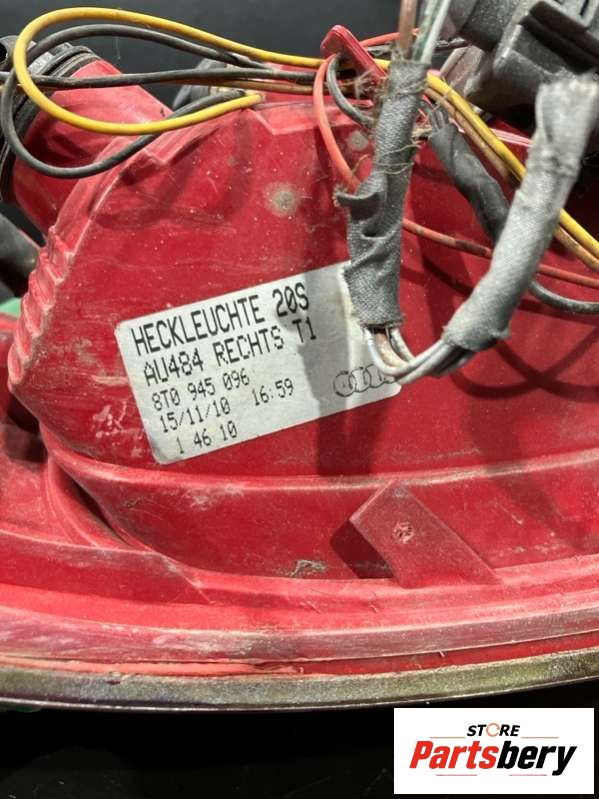 HECKLEUCHTE 20S
AU484 RECHTS T1
8T0 945 096
15/11/10 16:59
1 46 10
STORE
Partsbery